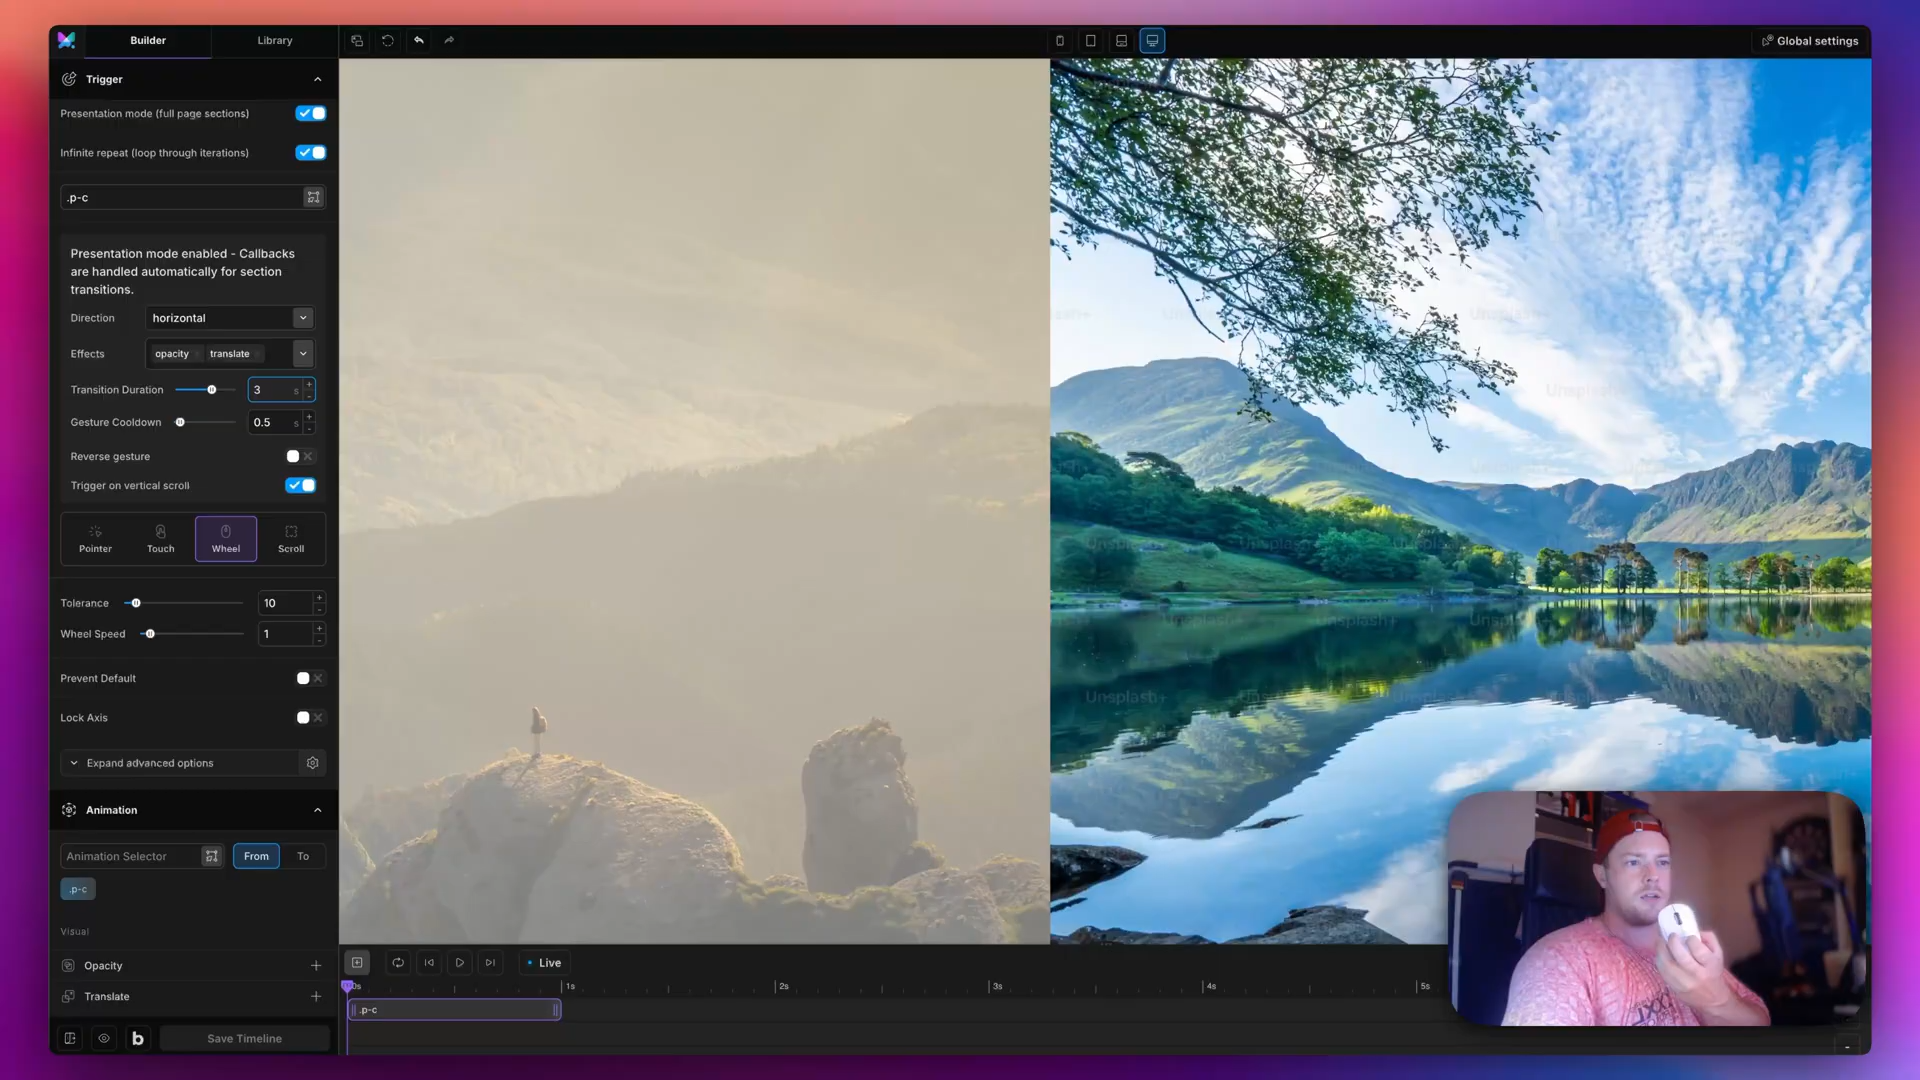 Builder
Library
Global settings
Trigger
Presentation mode (full page sections)
Infinite repeat (loop through iterations)
.p-c
Presentation mode enabled - Callbacks
are handled automatically for section
transitions.
Direction
horizontal
Effects
opacity
translate
Transition Duration
3
s
Gesture Cooldown
0.5
s
Reverse gesture
Trigger on vertical scroll
Pointer
Touch
Wheel
Scroll
Tolerance
10
Wheel Speed
1
Prevent Default
Lock Axis
Expand advanced options
Animation
Animation Selector
From
To
.p-c
Visual
Opacity
Translate
b
Save Timeline
Live
0s
1s
2s
3s
4s
5s
.p-c
Unsplash+
Unsplash+